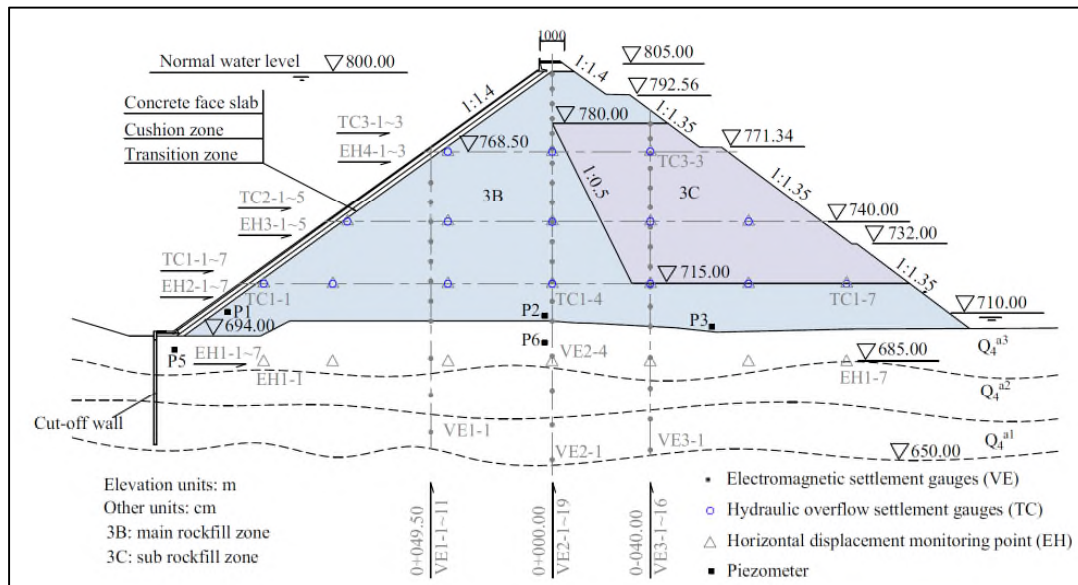 1000
Normal water level
▽800.00
▽805.00
1:1.4
▽792.56
Concrete face slab
1:1.4
1:1.35
Cushion zone
TC3-1~3
▽780.00
▽771.34
Transition zone
EH4-1~3
▽768.50
TC3-3
1:0.5
3B
3C
1:1.35
TC2-1~5
EH3-1~5
▽740.00
▽732.00
TC1-1~7
EH2-1~7
▽715.00
1:1.35
TC1-1
TC1-4
TC1-7
P1
P2
P3
▽710.00
▽694.00
P5
EH1-1~7
P6
VE2-4
▽685.00
Q₄ᵃ³
EH1-1
EH1-7
Q₄ᵃ²
Cut-off wall
VE1-1
VE2-1
VE3-1
▽650.00
Q₄ᵃ¹
Elevation units: m
Other units: cm
3B: main rockfill zone
3C: sub rockfill zone
0+049.50
VE1-1~11
0+000.00
VE2-1~19
0-040.00
VE3-1~16
Electromagnetic settlement gauges (VE)
Hydraulic overflow settlement gauges (TC)
Horizontal displacement monitoring point (EH)
Piezometer